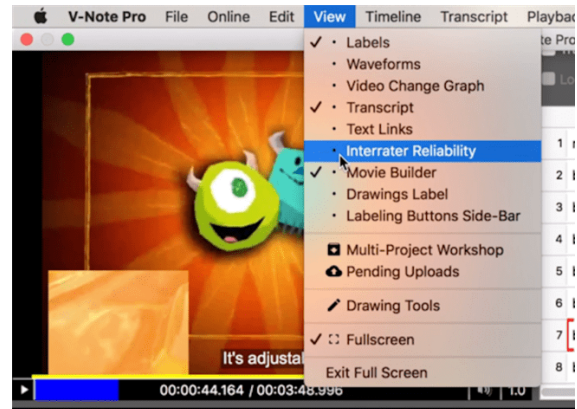 V-Note Pro File Online Edit View Timeline Transcript
Labels
Waveforms
Video Change Graph
Transcript
Text Links
Interrater Reliability
Movie Builder
Drawings Label
Labeling Buttons Side-Bar
Multi-Project Workshop
Pending Uploads
Drawing Tools
Fullscreen
Exit Full Screen
It's
00:00:44.164 / 00:03:48.996
1.0
1
2
3
4
5
6
7
8